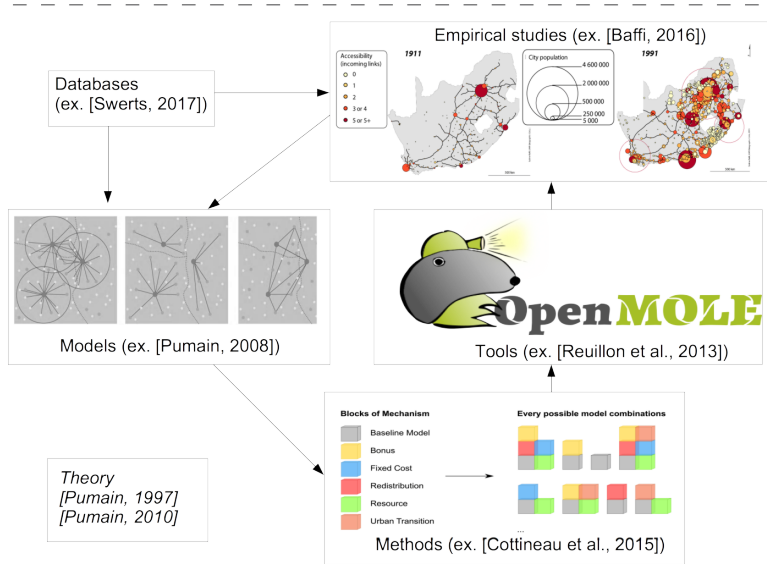 Empirical studies (ex. [Baffi, 2016])
Accessibility
(incoming links)
0
1
2
3 or 4
5 or 5+
1911
City population
4 600 000
2 000 000
500 000
250 000
5 000
1991
Databases
(ex. [Swerts, 2017])
Models (ex. [Pumain, 2008])
OpenMOLE
Tools (ex. [Reuillon et al., 2013])
Blocks of Mechanism
Baseline Model
Bonus
Fixed Cost
Redistribution
Resource
Urban Transition
Every possible model combinations
...
Methods (ex. [Cottineau et al., 2015])
Theory
[Pumain, 1997]
[Pumain, 2010]